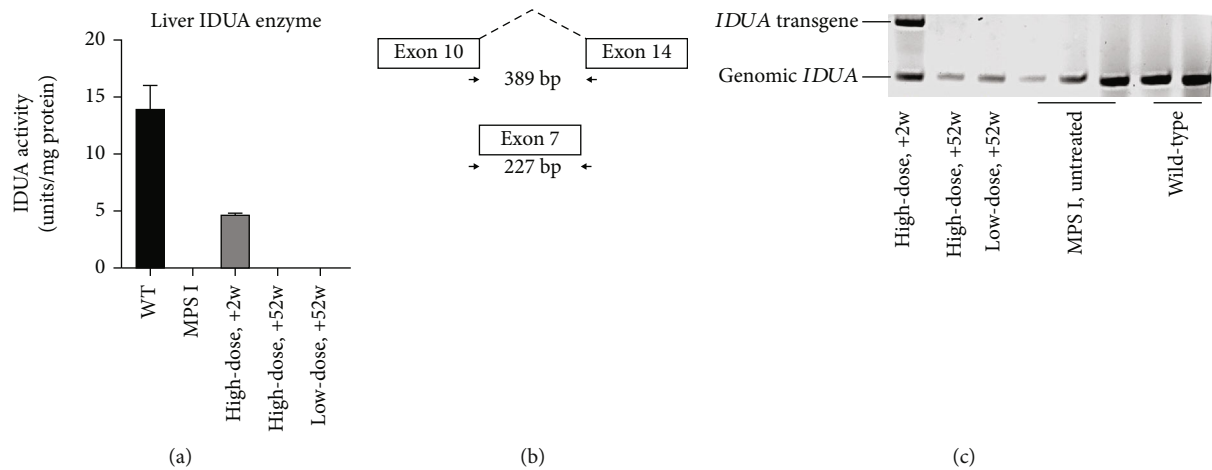 Liver IDUA enzyme
IDUA activity
(units/mg protein)
20
15
10
5
0
WT
MPS I
High-dose, +2w
High-dose, +52w
Low-dose, +52w
(a)
Exon 10
Exon 14
389 bp
Exon 7
227 bp
(b)
IDUA transgene
Genomic IDUA
High-dose, +2w
High-dose, +52w
Low-dose, +52w
MPS I, untreated
Wild-type
(c)